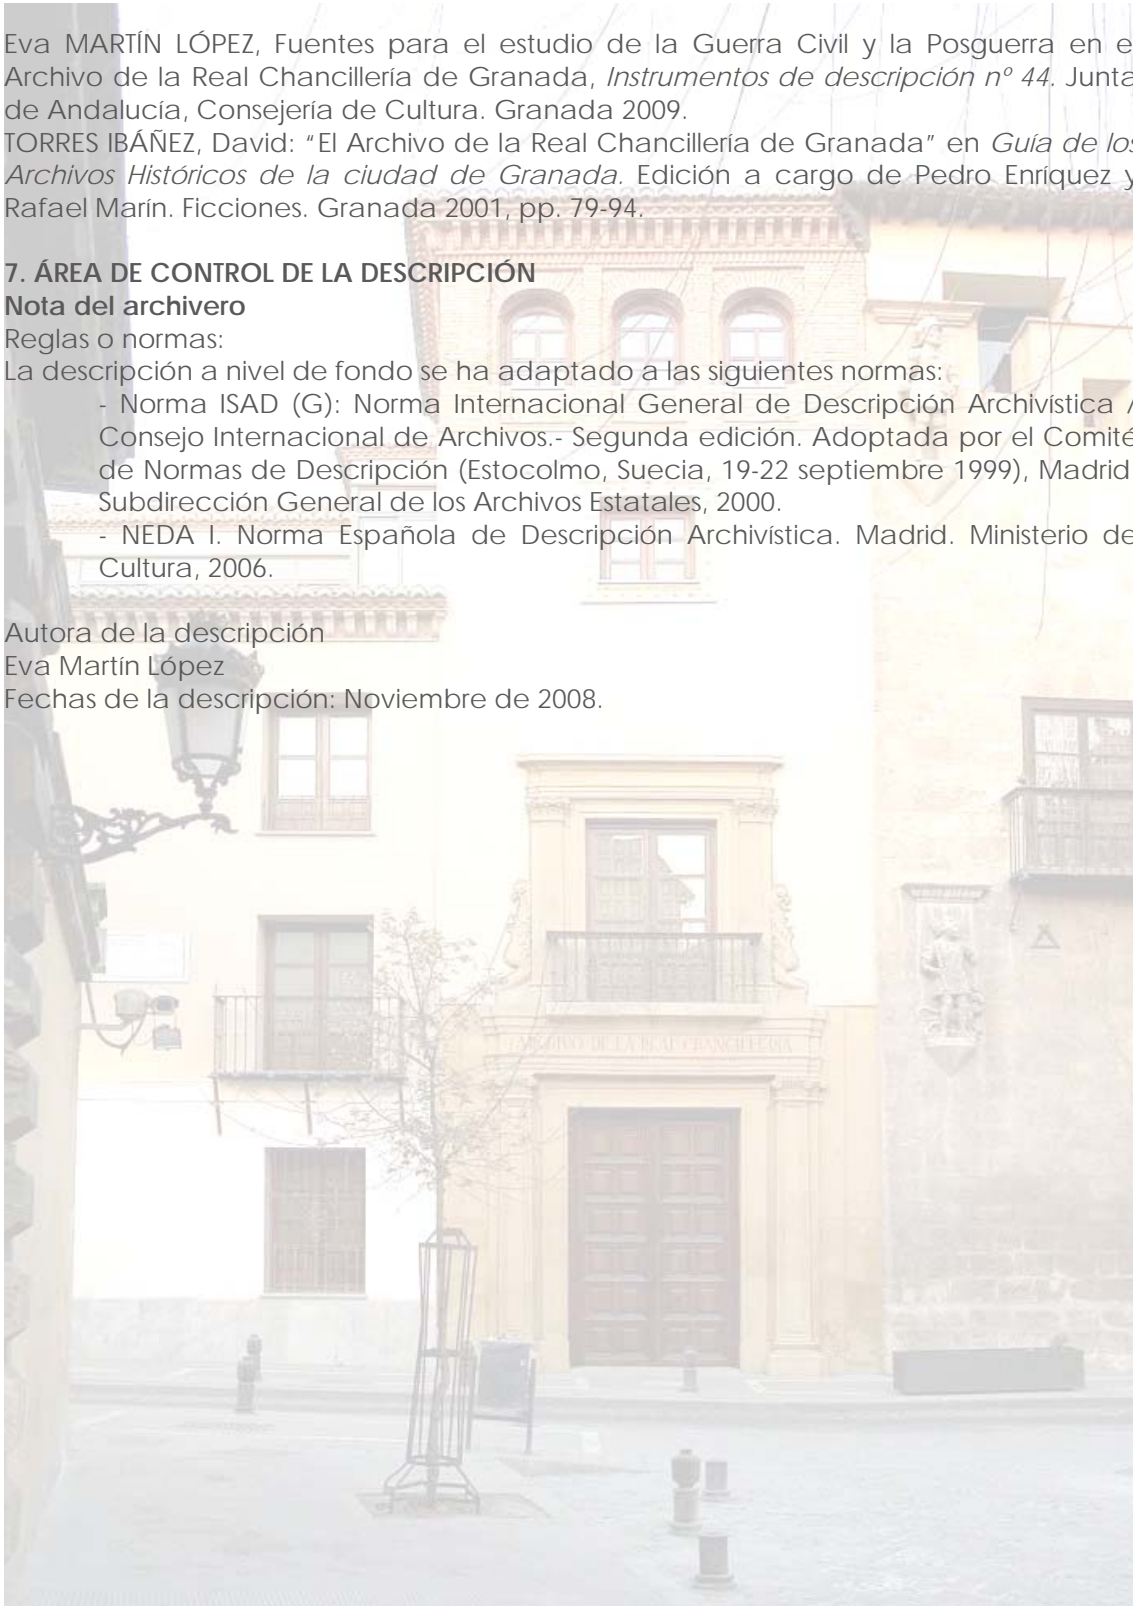 Eva MARTÍN LÓPEZ, Fuentes para el estudio de la Guerra Civil y la Posguerra en e
Archivo de la Real Chancillería de Granada, Instrumentos de descripción nº 44. Junta
de Andalucía, Consejería de Cultura. Granada 2009.
TORRES IBÁÑEZ, David: "El Archivo de la Real Chancillería de Granada" en Guía de los
Archivos Históricos de la ciudad de Granada. Edición a cargo de Pedro Enríquez y
Rafael Marín. Ficciones. Granada 2001, pp. 79-94.
7. ÁREA DE CONTROL DE LA DESCRIPCIÓN
Nota del archivero
Reglas o normas:
La descripción a nivel de fondo se ha adaptado a las siguientes normas:
- Norma ISAD (G): Norma Internacional General de Descripción Archivística /
Consejo Internacional de Archivos.- Segunda edición. Adoptada por el Comité
de Normas de Descripción (Estocolmo, Suecia, 19-22 septiembre 1999), Madrid
Subdirección General de los Archivos Estatales, 2000.
- NEDA I. Norma Española de Descripción Archivística. Madrid. Ministerio de
Cultura, 2006.
Autora de la descripción
Eva Martín López
Fechas de la descripción: Noviembre de 2008.
ARCHIVO DE LA REAL CHANCILLERIA